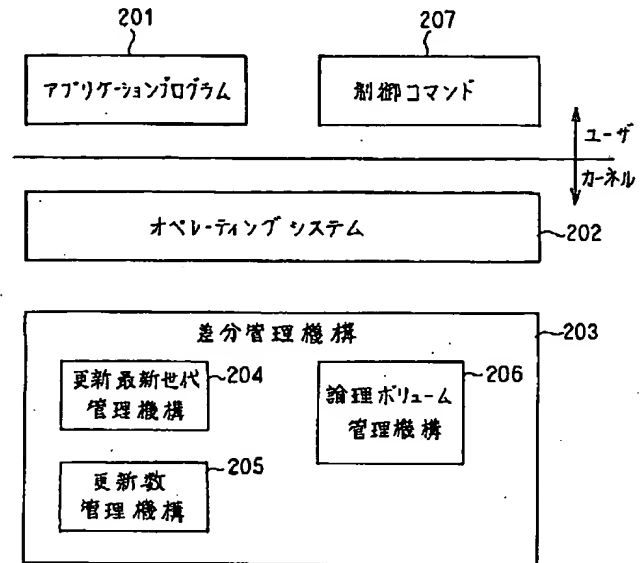 201
207
アプリケーションプログラム
制御コマンド
ユーザ
カーネル
オペレーティングシステム
202
差分管理機構
203
更新最新世代
管理機構
204
論理ボリューム
管理機構
206
更新数
管理機構
205